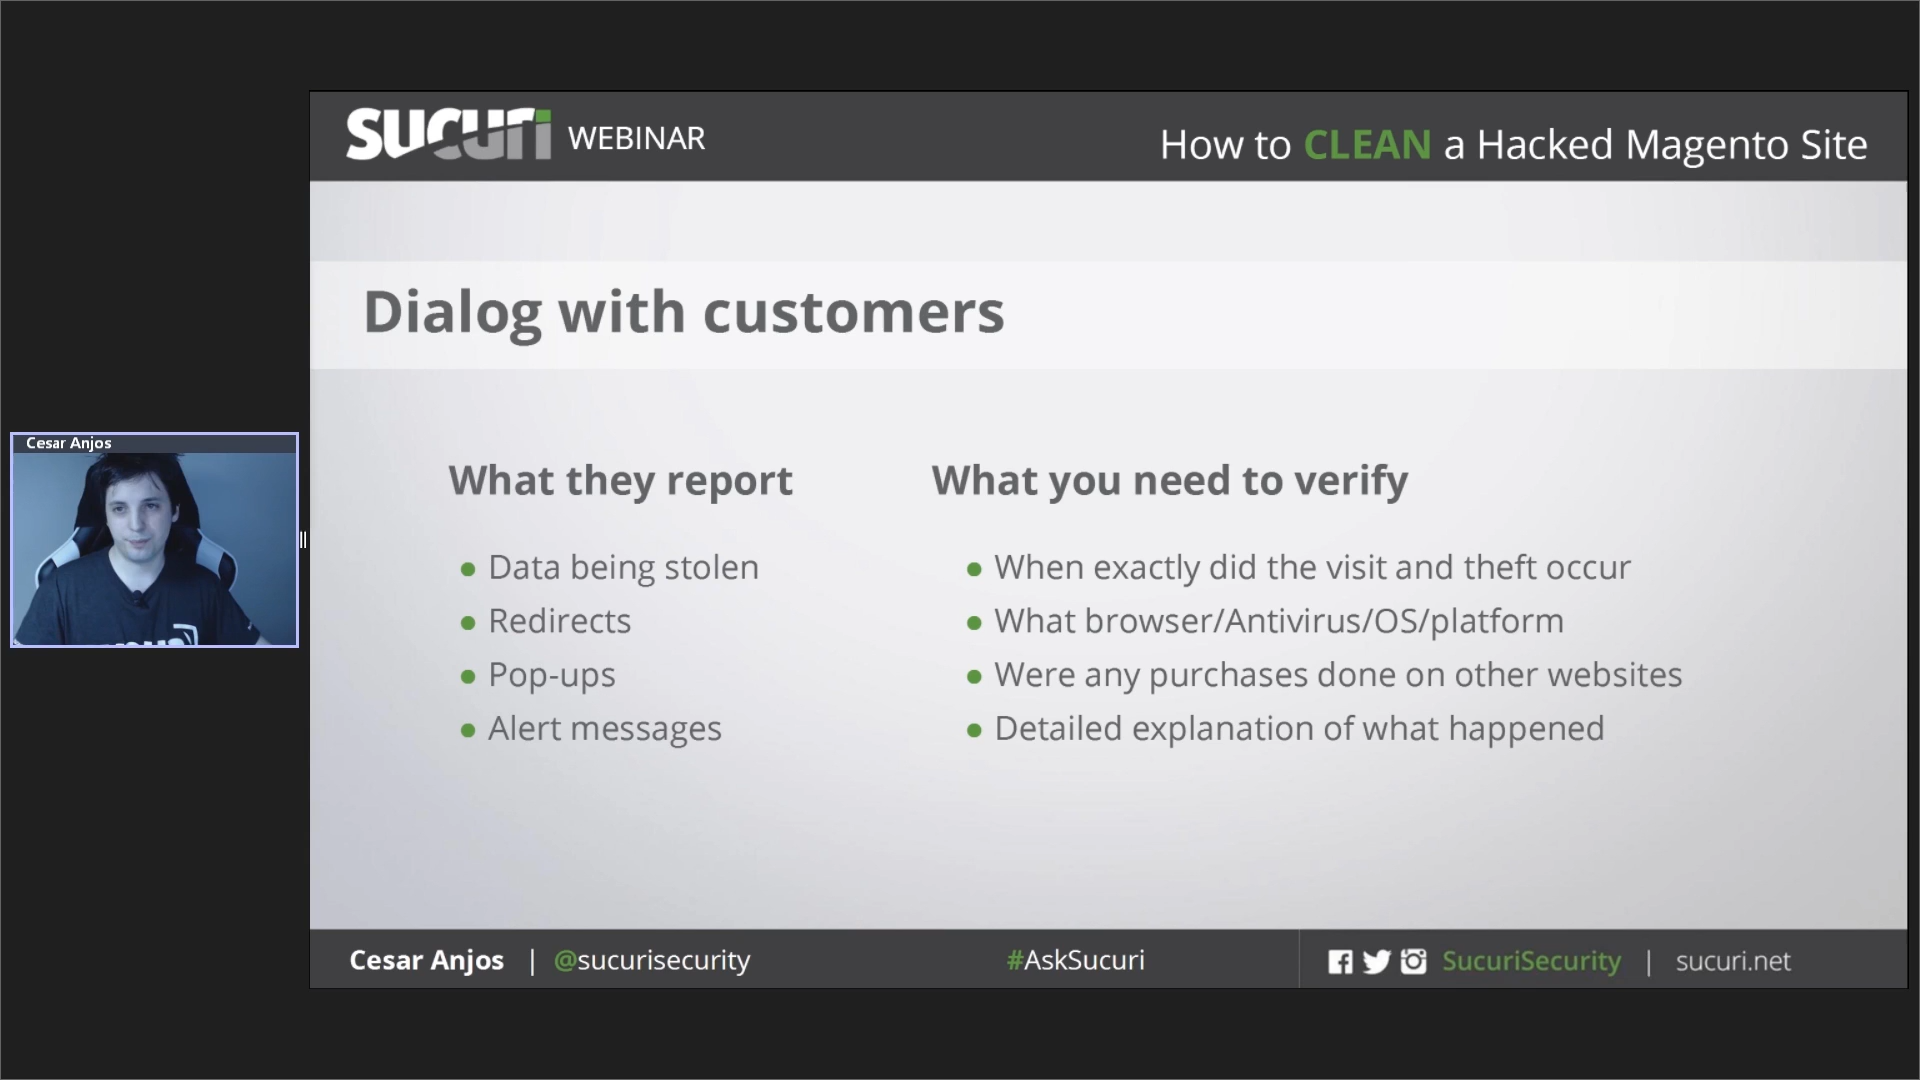 sucuri WEBINAR
How to CLEAN a Hacked Magento Site
Dialog with customers
Cesar Anjos
What they report
Data being stolen
Redirects
Pop-ups
Alert messages
What you need to verify
When exactly did the visit and theft occur
What browser/Antivirus/OS/platform
Were any purchases done on other websites
Detailed explanation of what happened
Cesar Anjos | @sucurisecurity
#AskSucuri
SucuriSecurity | sucuri.net